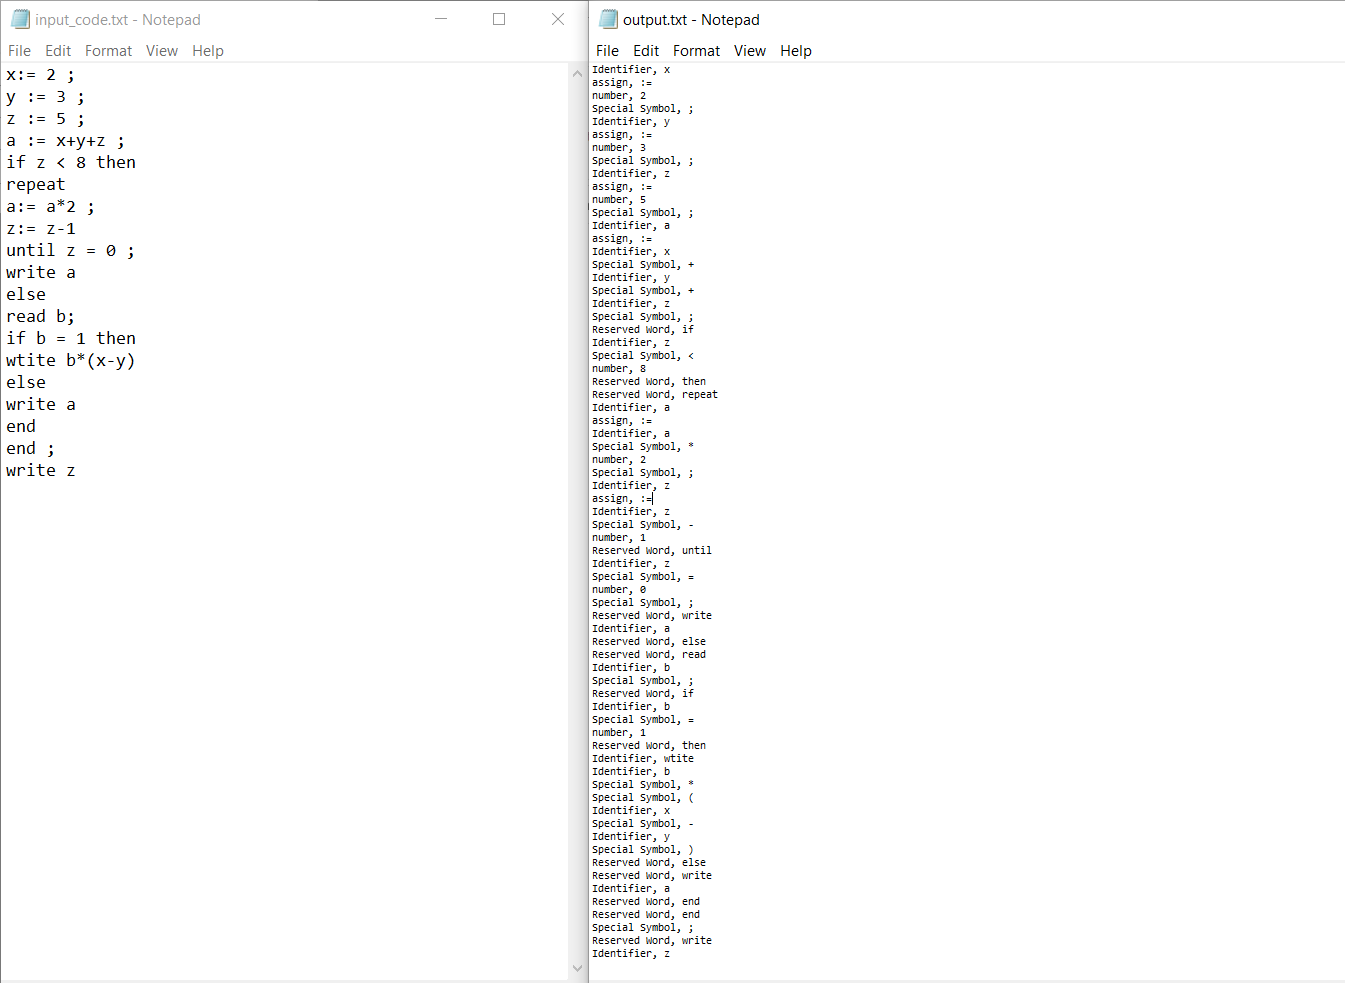 input_code.txt - Notepad
File Edit Format View Help
x:= 2 ;
y := 3 ;
z := 5 ;
a := x+y+z ;
if z < 8 then
repeat
a:= a*2 ;
z:= z-1
until z = 0 ;
write a
else
read b;
if b = 1 then
wtite b*(x-y)
else
write a
end
end ;
write z
output.txt - Notepad
File Edit Format View Help
Identifier, x
assign, :=
number, 2
Special Symbol, ;
Identifier, y
assign, :=
number, 3
Special Symbol, ;
Identifier, z
assign, :=
number, 5
Special Symbol, ;
Identifier, a
assign, :=
Identifier, x
Special Symbol, +
Identifier, y
Special Symbol, +
Identifier, z
Special Symbol, ;
Reserved Word, if
Identifier, z
Special Symbol, <
number, 8
Reserved Word, then
Reserved Word, repeat
Identifier, a
assign, :=
Identifier, a
Special Symbol, *
number, 2
Special Symbol, ;
Identifier, z
assign, :=
Identifier, z
Special Symbol, -
number, 1
Reserved Word, until
Identifier, z
Special Symbol, =
number, 0
Special Symbol, ;
Reserved Word, write
Identifier, a
Reserved Word, else
Reserved Word, read
Identifier, b
Special Symbol, ;
Reserved Word, if
Identifier, b
Special Symbol, =
number, 1
Reserved Word, then
Identifier, wtite
Identifier, b
Special Symbol, *
Special Symbol, (
Identifier, x
Special Symbol, -
Identifier, y
Special Symbol, )
Reserved Word, else
Reserved Word, write
Identifier, a
Reserved Word, end
Reserved Word, end
Special Symbol, ;
Reserved Word, write
Identifier, z